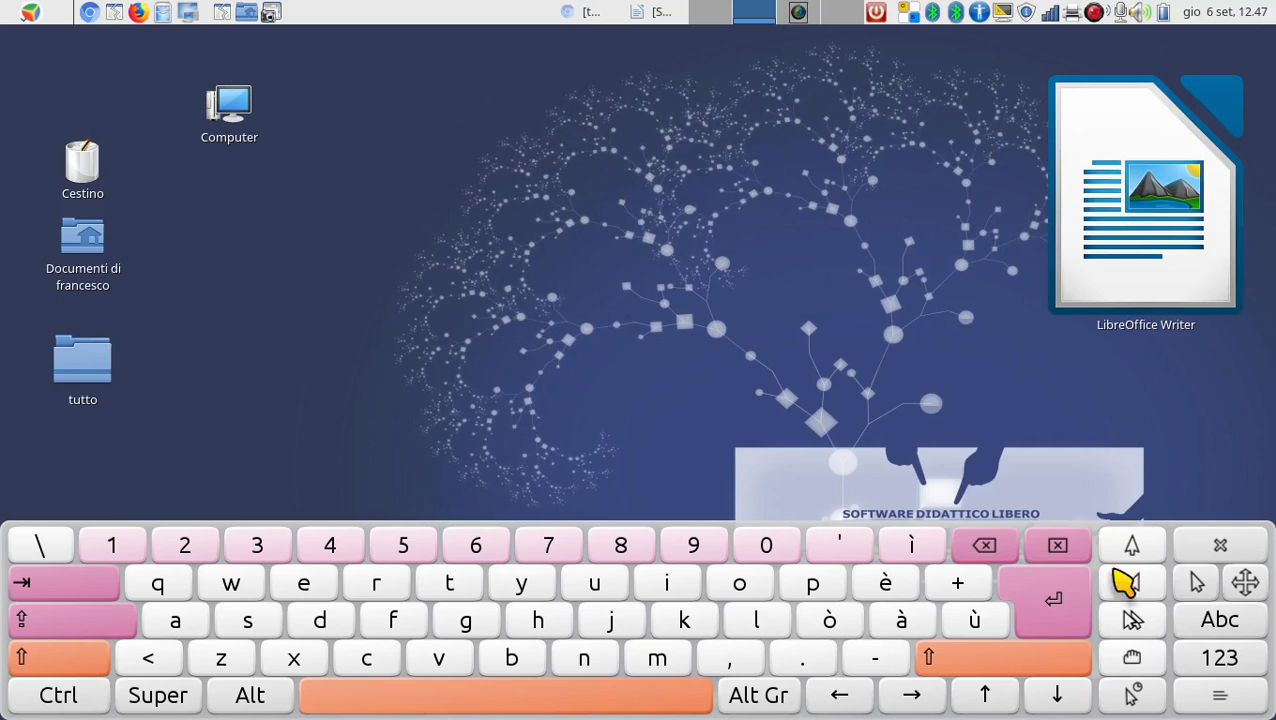 [t...
[S...
gio 6 set, 12.47
Computer
Cestino
Documenti di
francesco
tutto
LibreOffice Writer
SOFTWARE DIDATTICO LIBERO
\ 1 2 3 4 5 6 7 8 9 0 ' ì
q w e r t y u i o p è +
a s d f g h j k l ò à ù Abc
< z x c v b n m , . - 123
Ctrl Super Alt Alt Gr ← → ↑ ↓